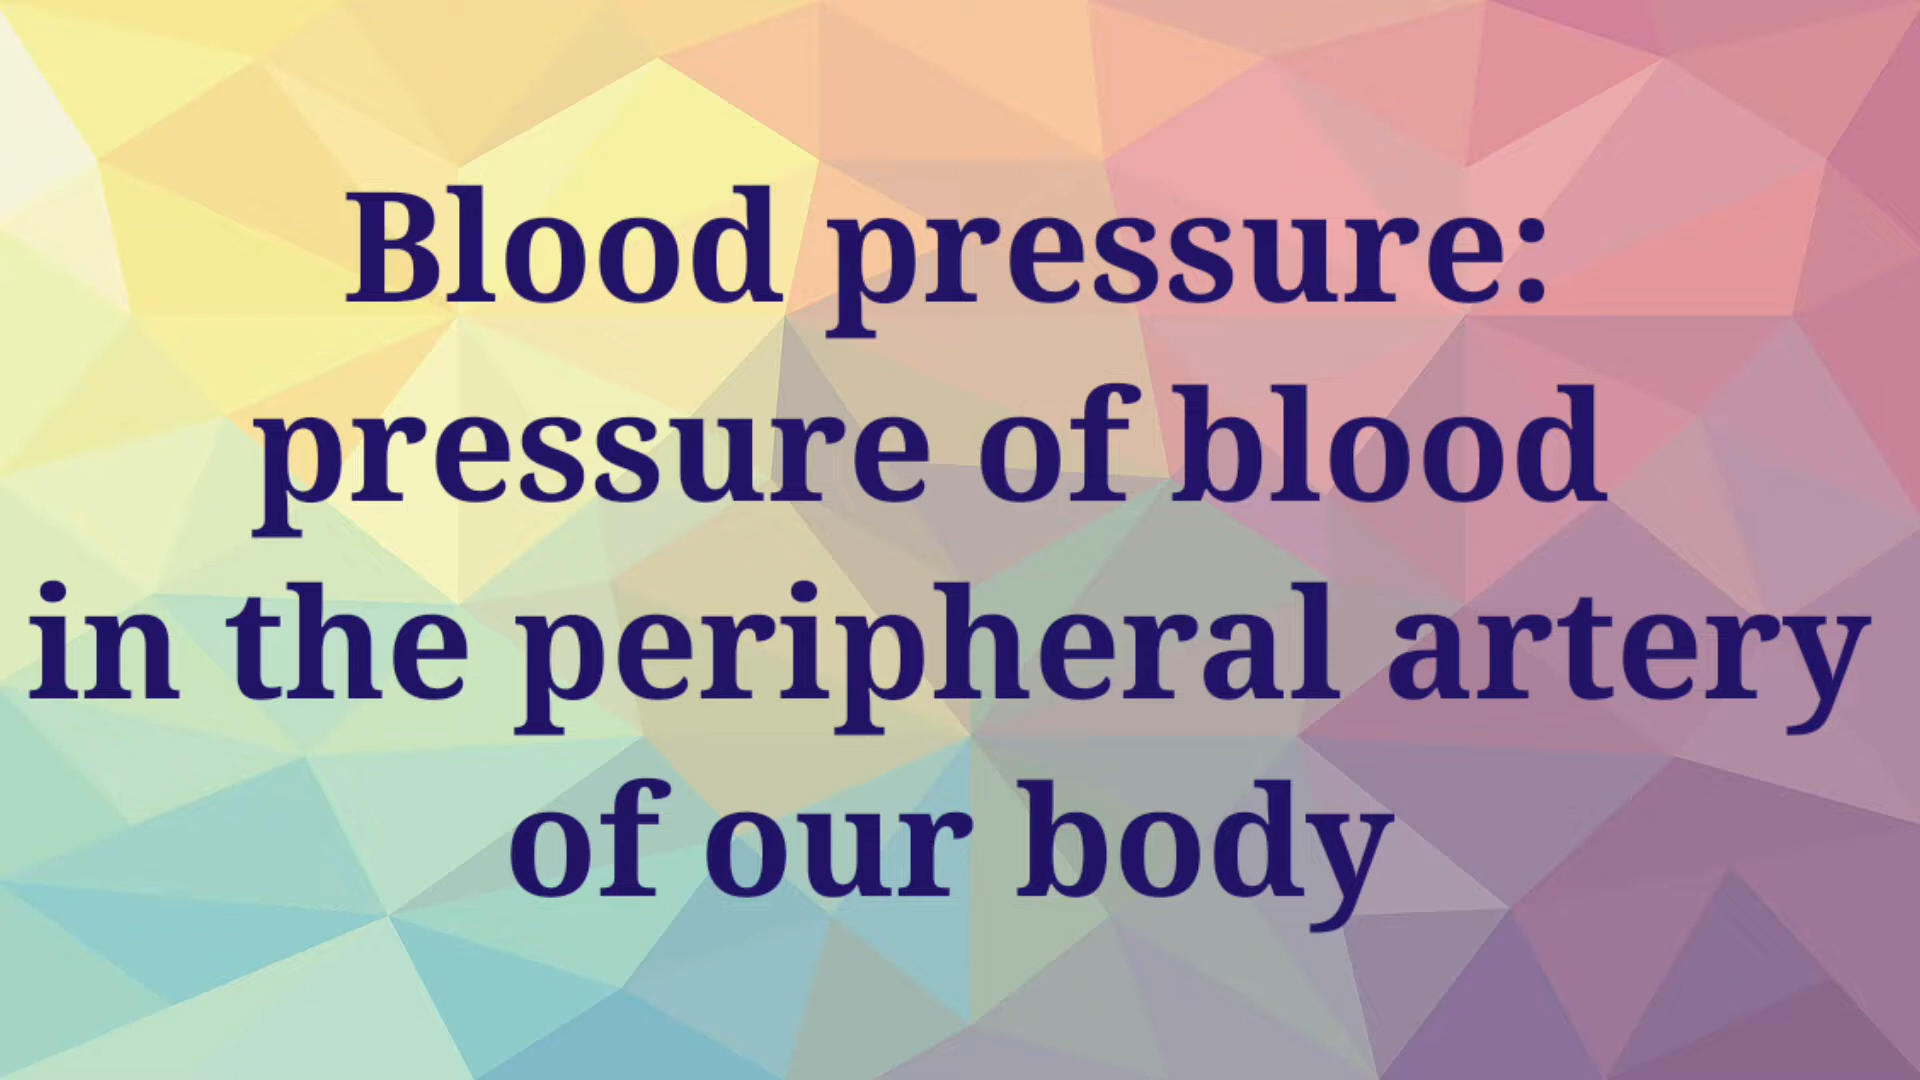 Blood pressure:
pressure of blood
in the peripheral artery
of our body